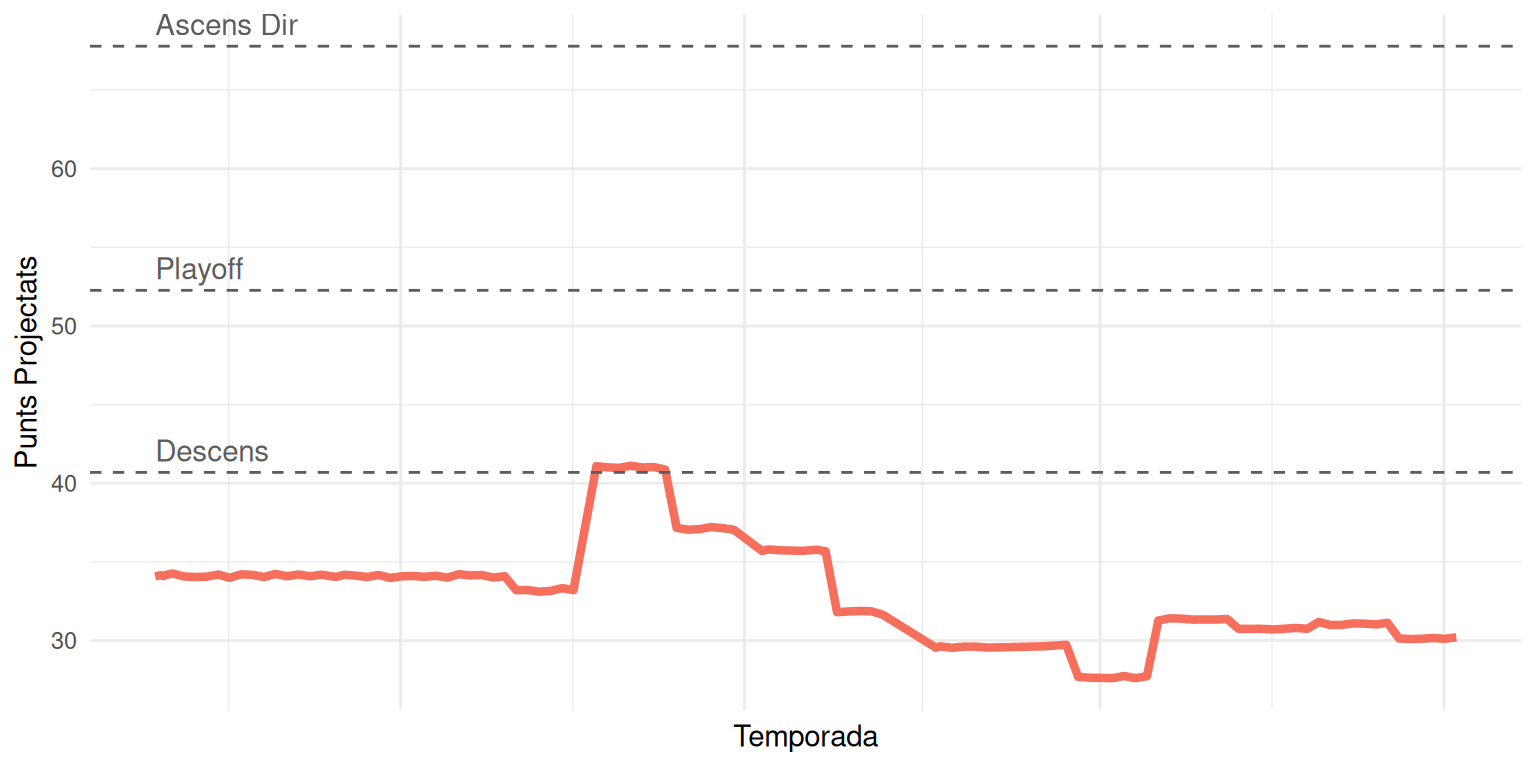 Ascens Dir
60
Playoff
50
Punts Projectats
Descens
40
30
Temporada